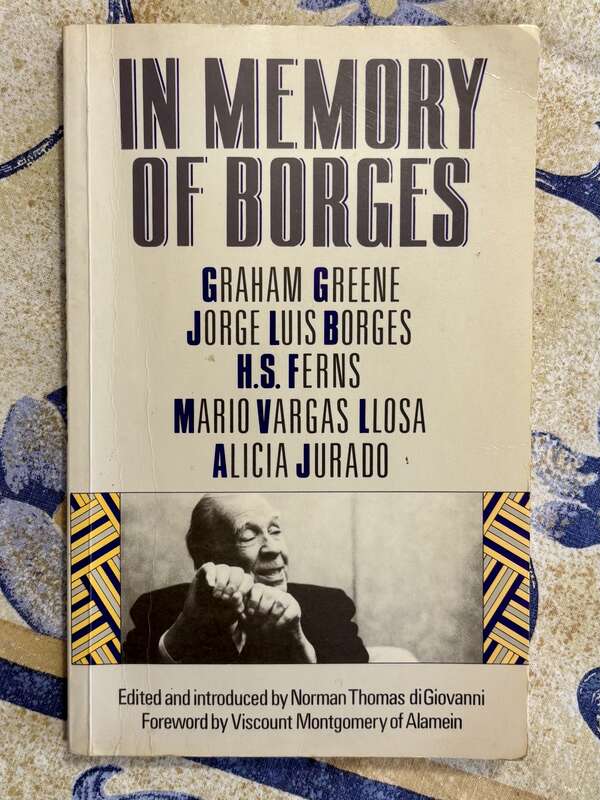 IN MEMORY
OF BORGES
GRAHAM GREENE
JORGE LUIS BORGES
H.S. FERNS
MARIO VARGAS LLOSA
ALICIA JURADO
Edited and introduced by Norman Thomas di Giovanni
Foreword by Viscount Montgomery of Alamein